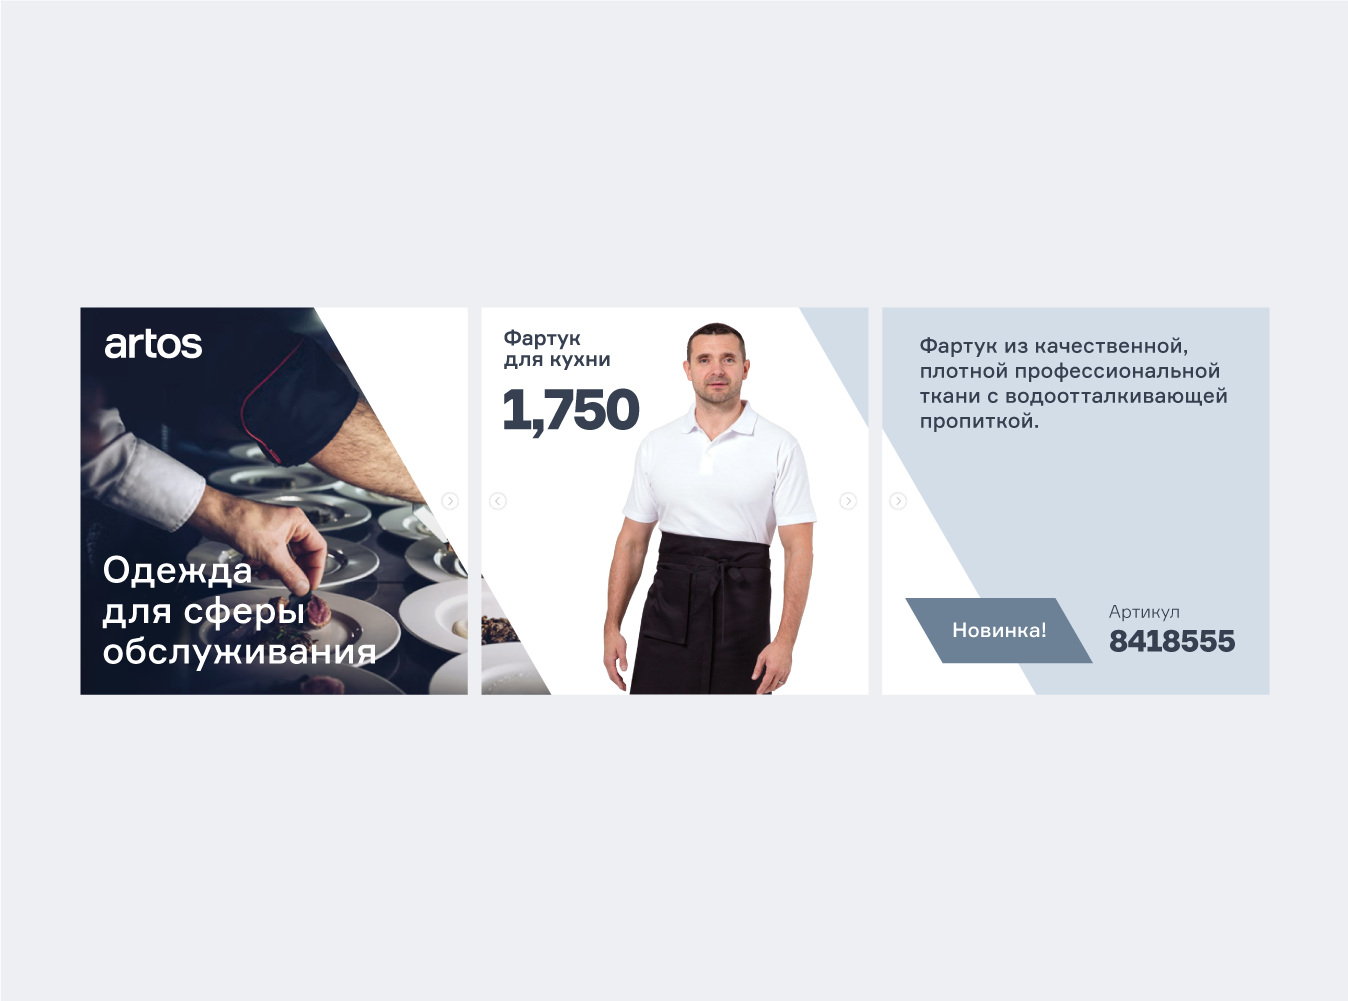 artos
Одежда
для сферы
обслуживания
Фартук
для кухни
1,750
Фартук из качественной,
плотной профессиональной
ткани с водоотталкивающей
пропиткой.
Новинка!
Артикул
8418555